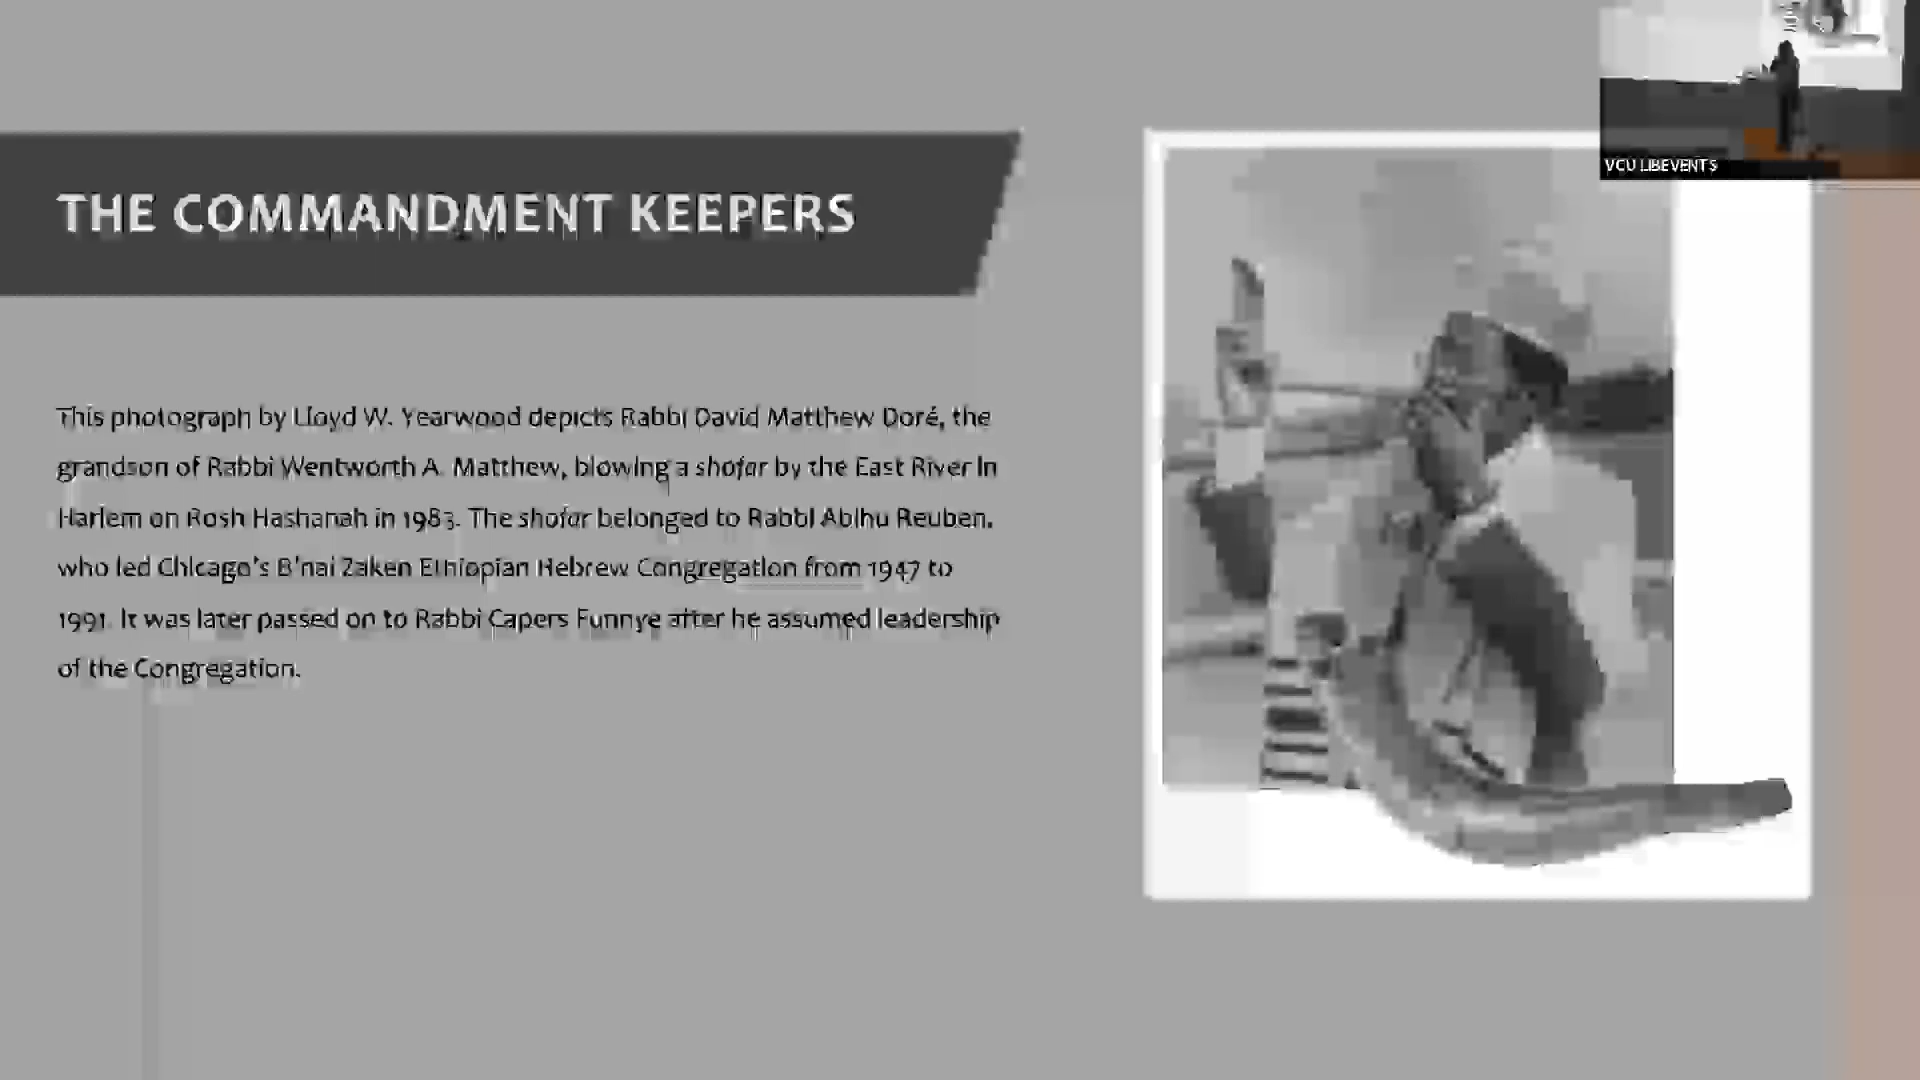 VCU LIBEVENTS
THE COMMANDMENT KEEPERS
This photograph by Lloyd W. Yearwood depicts Rabbi David Matthew Doré, the
grandson of Rabbi Wentworth A. Matthew, blowing a shofar by the East River in
Harlem on Rosh Hashanah in 1983. The shofar belonged to Rabbi Abihu Reuben,
who led Chicago's B'nai Zaken Ethiopian Hebrew Congregation from 1947 to
1991. It was later passed on to Rabbi Capers Funnye after he assumed leadership
of the Congregation.